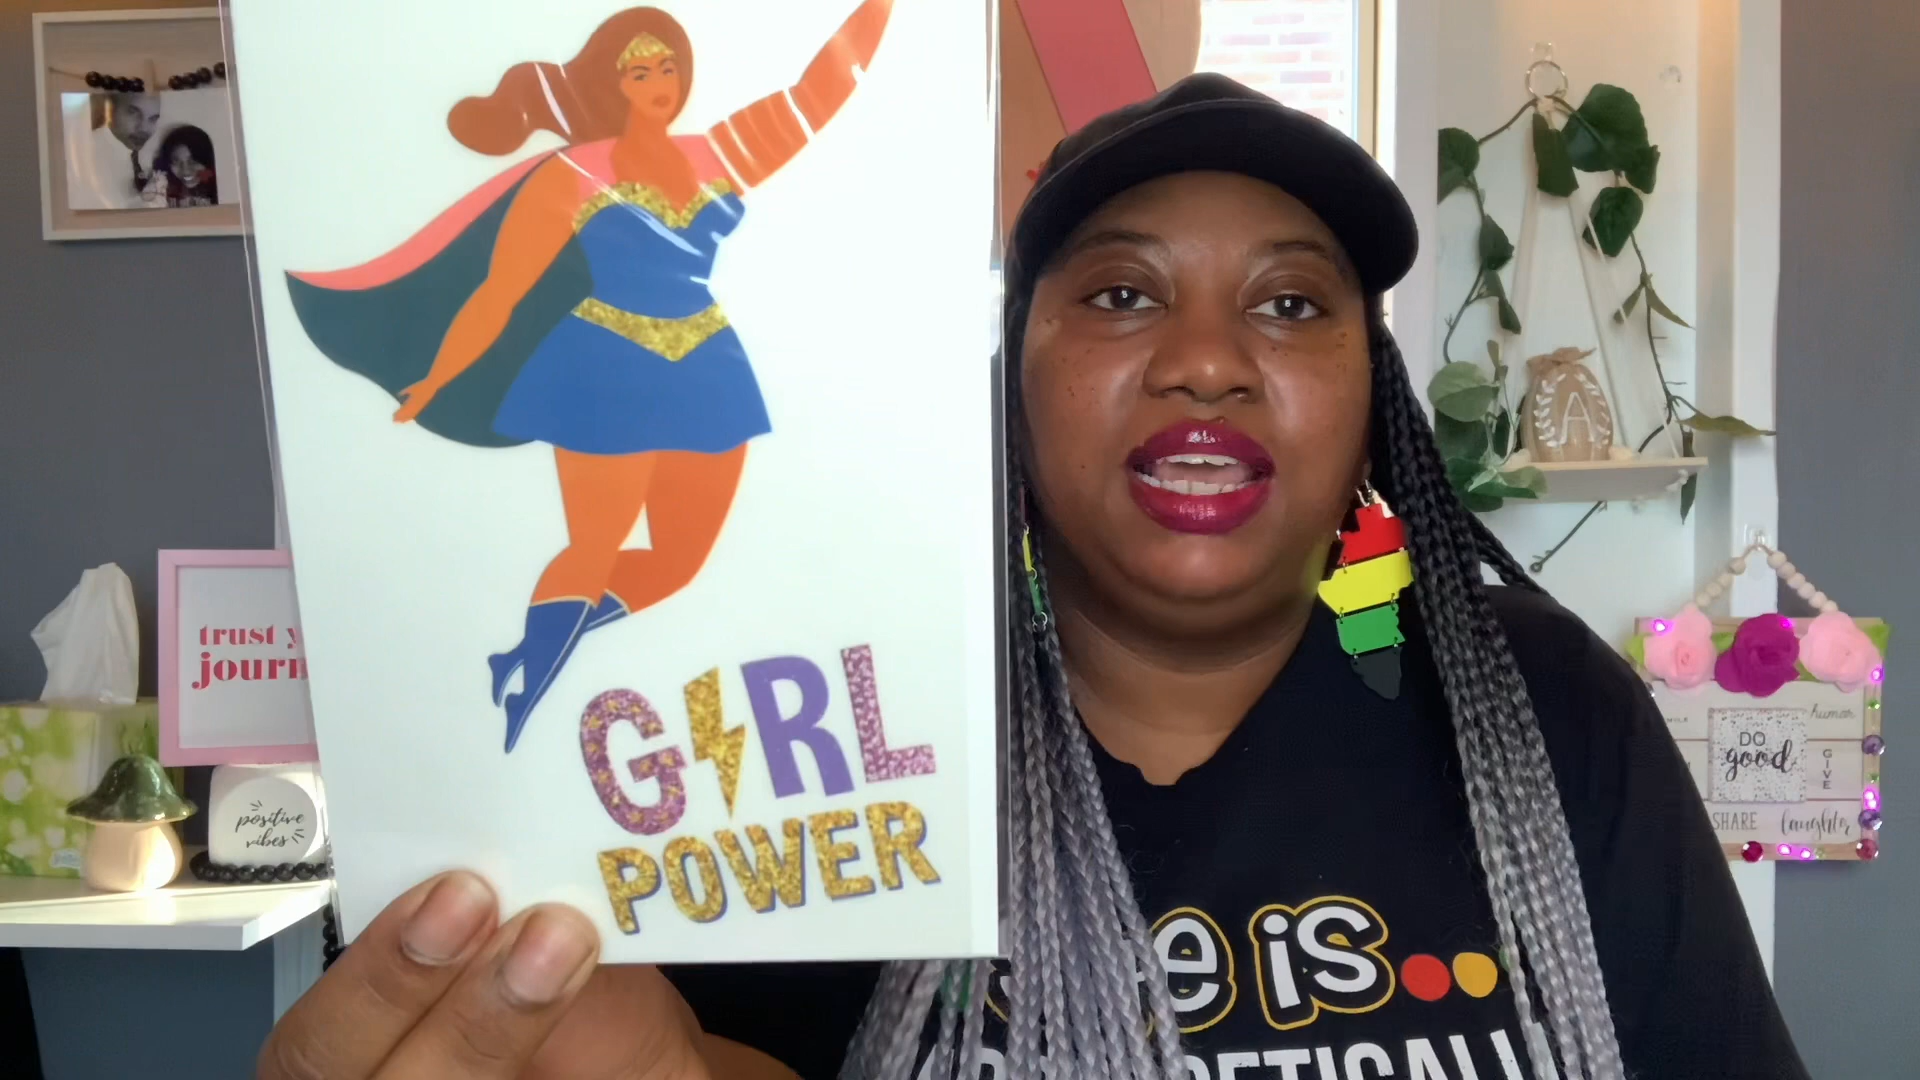 GIRL
POWER
trust
journ
positive
vibes
A
humor
DO
good
GIVE
SHARE
laughter
is